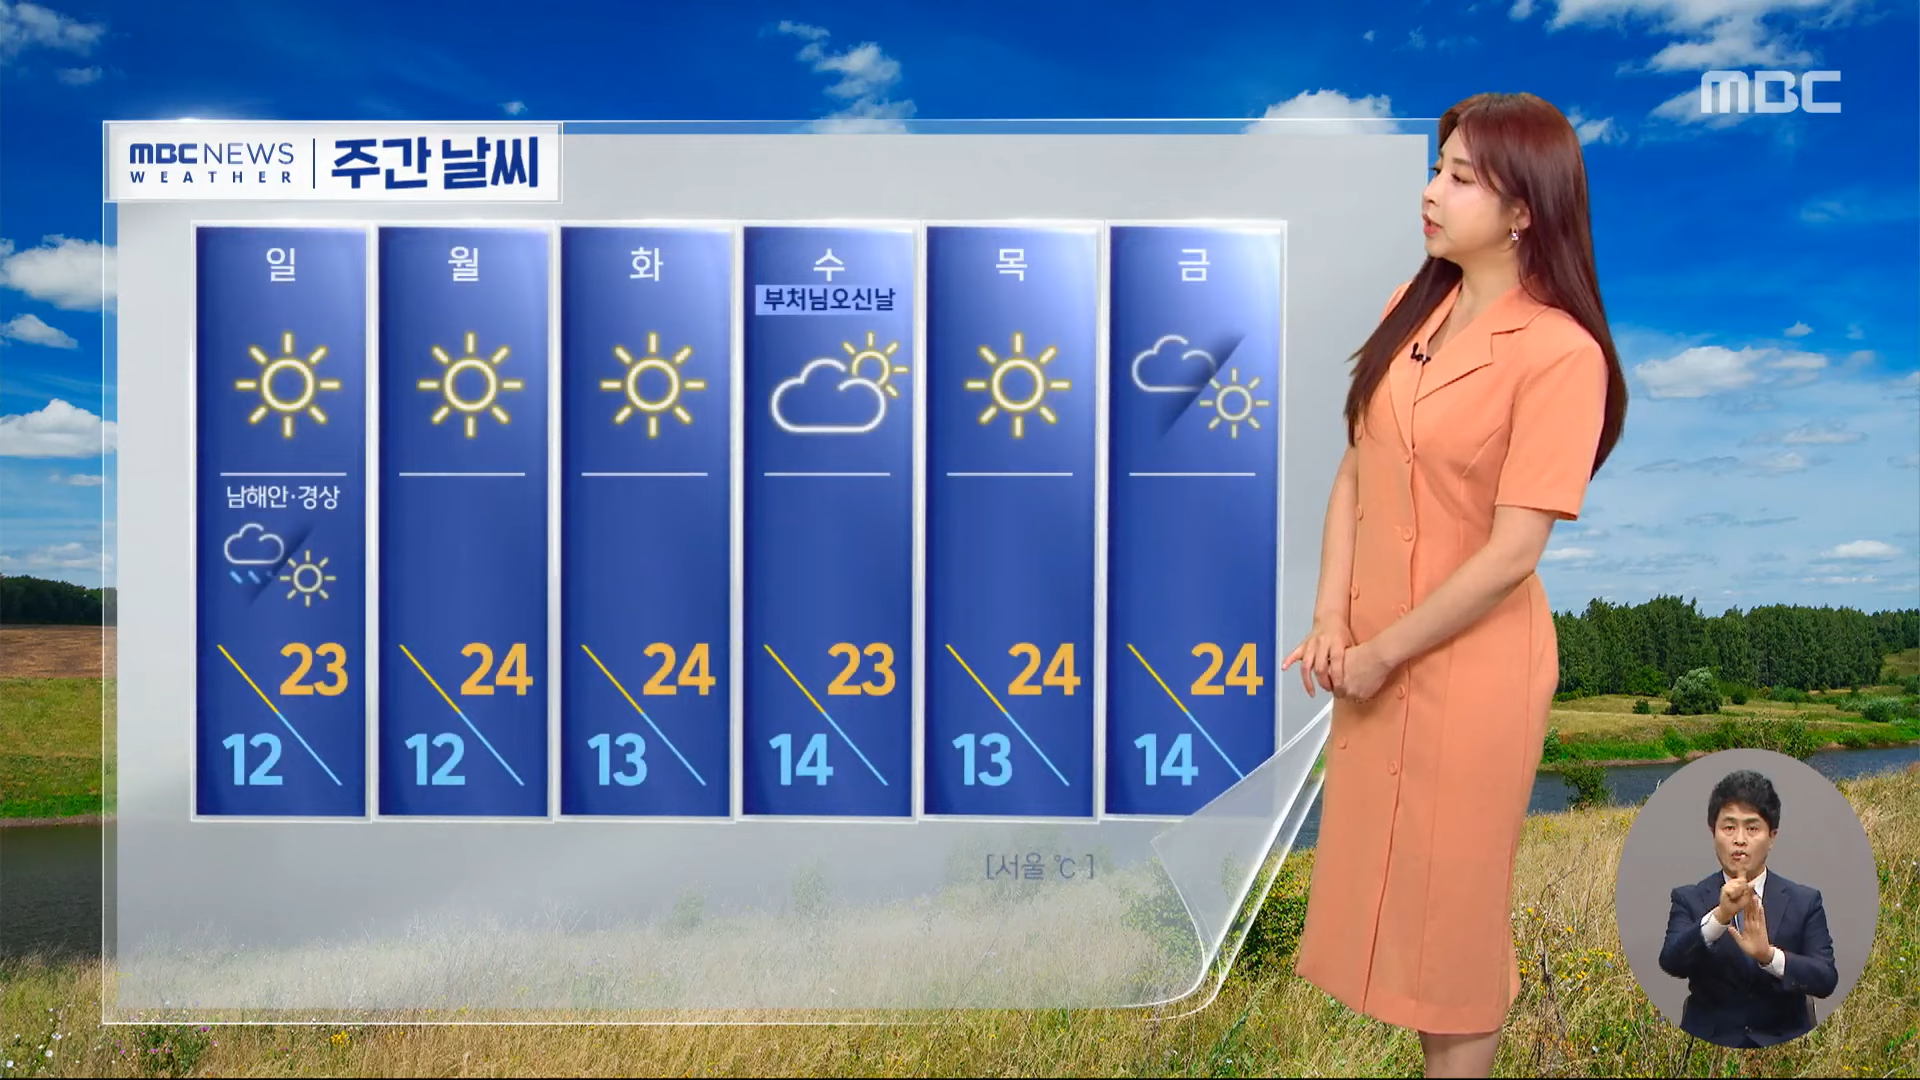 MBC
MBC NEWS
WEATHER
주간 날씨
일
월
화
수
목
금
부처님오신날
남해안·경상
23
24
24
23
24
24
12
12
13
14
13
14
[서울 ℃]